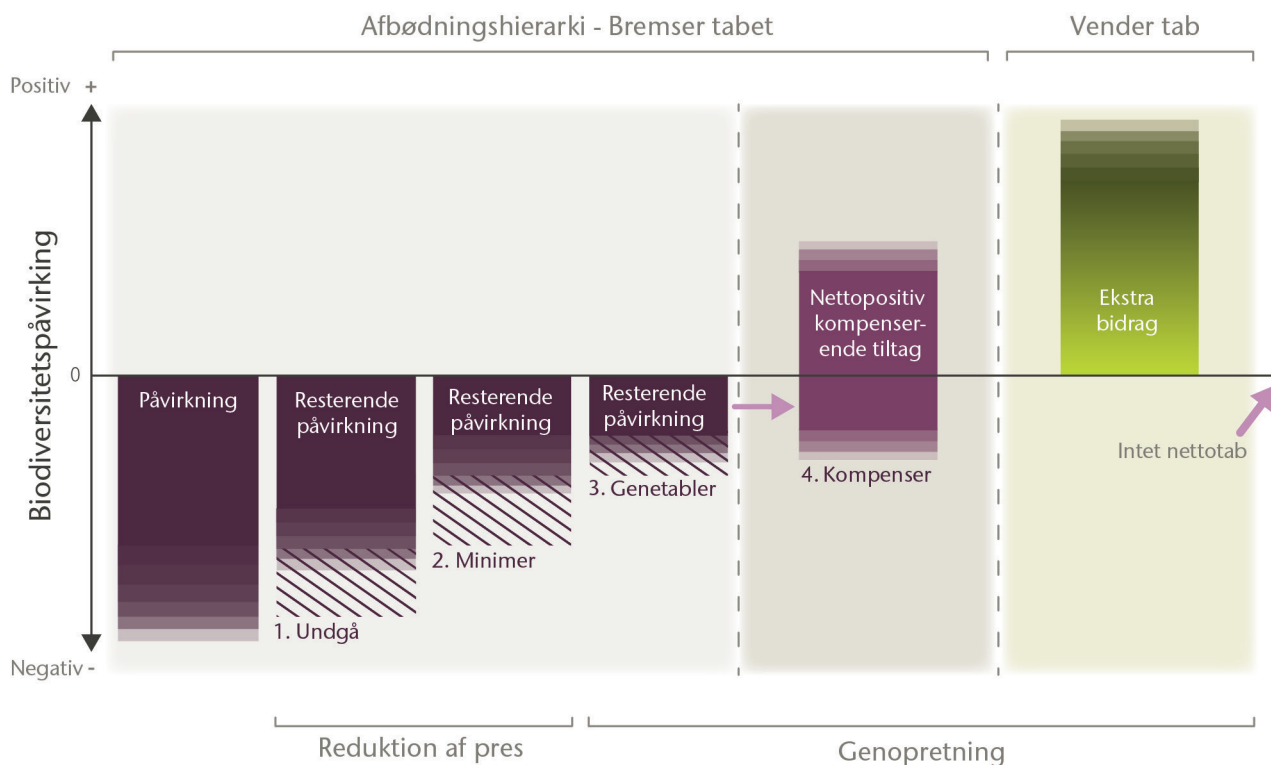 Afbødningshierarki - Bremser tabet
Vender tab
Positiv +
Biodiversitetspåvirking
0
Negativ -
Påvirkning
Resterende
påvirkning
1. Undgå
Resterende
påvirkning
2. Minimer
Resterende
påvirkning
3. Genetabler
Nettopositiv
kompenser-
ende tiltag
4. Kompenser
Ekstra
bidrag
Intet nettotab
Reduktion af pres
Genopretning